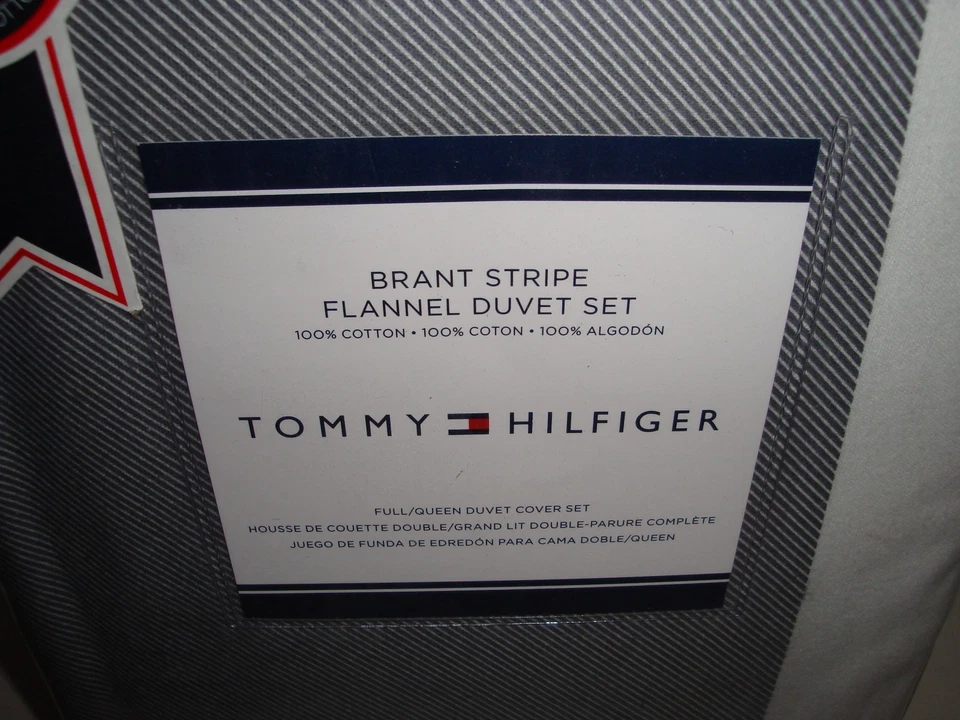 BRANT STRIPE
FLANNEL DUVET SET
100% COTTON • 100% COTON • 100% ALGODÓN
TOMMY HILFIGER
FULL/QUEEN DUVET COVER SET
HOUSSE DE COUETTE DOUBLE/GRAND LIT DOUBLE-PARURE COMPLÈTE
JUEGO DE FUNDA DE EDREDÓN PARA CAMA DOBLE/QUEEN